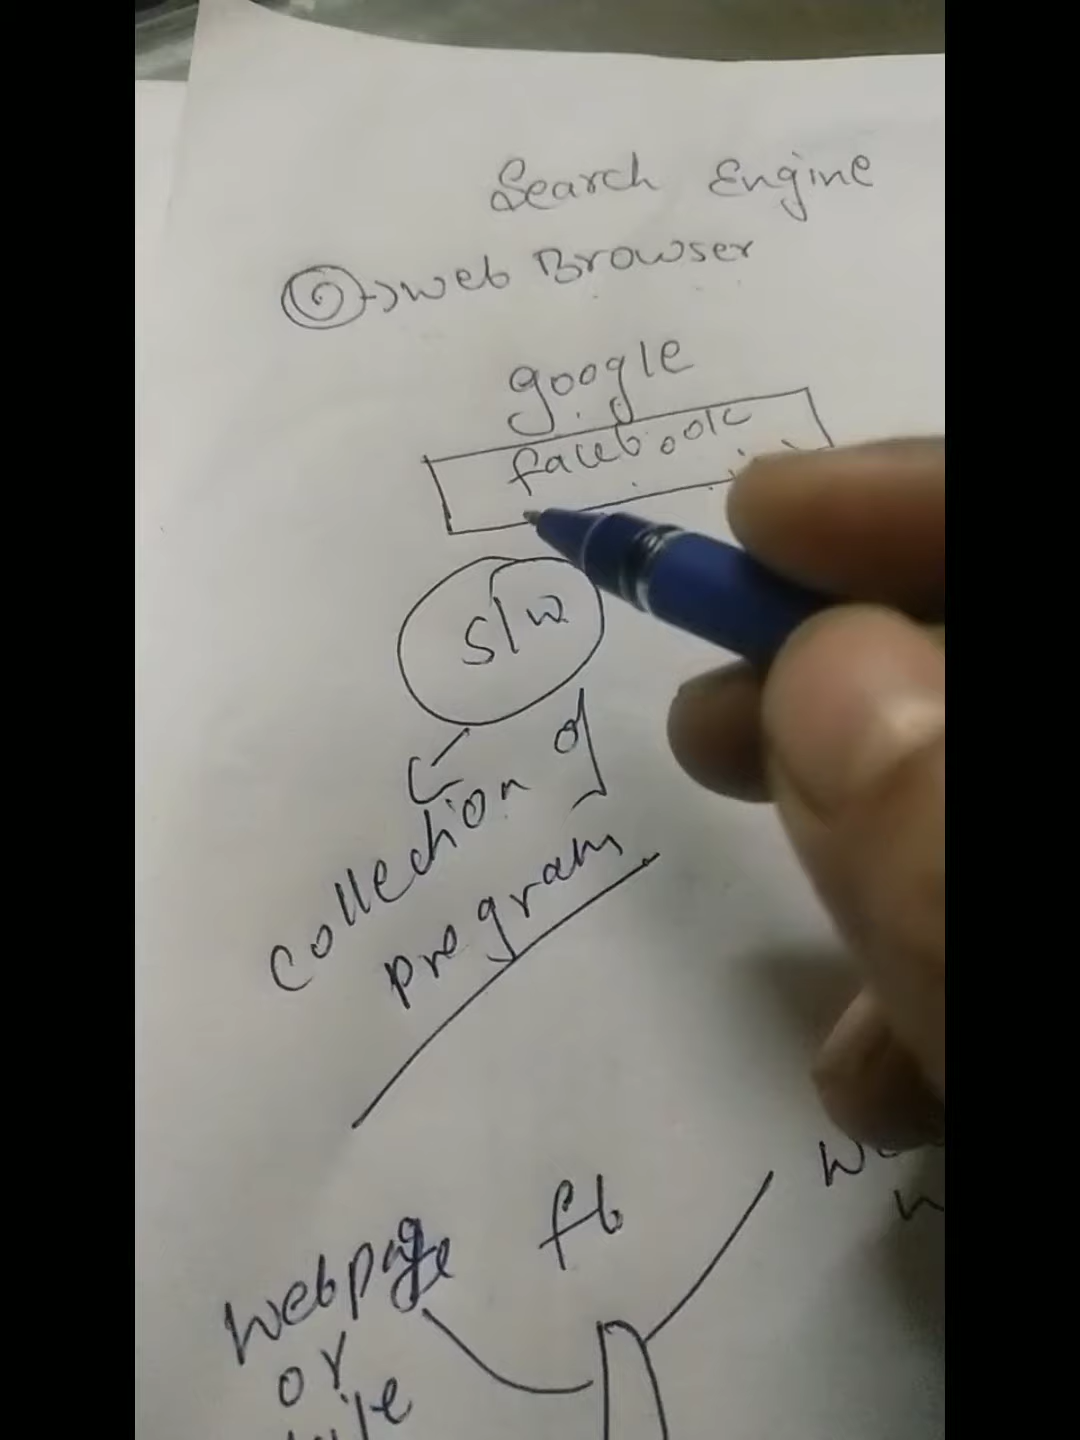 Search Engine
→ web Browser
google
facebook
S/W
collection of
program
fb
webpage
or